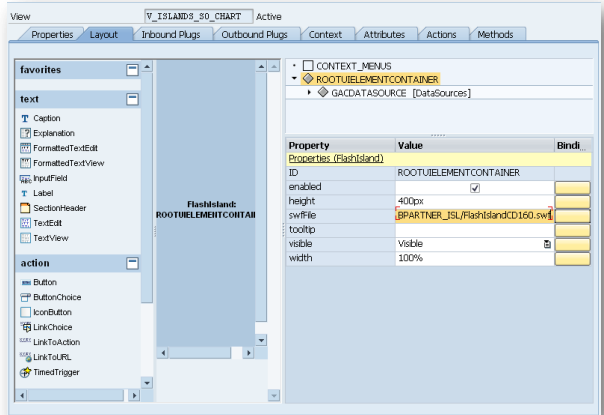 View V_ISLANDS_SO_CHART Active
Properties Layout Inbound Plugs Outbound Plugs Context Attributes Actions Methods
favorites
text
Caption
Explanation
FormattedTextEdit
FormattedTextView
InputField
Label
SectionHeader
TextEdit
TextView
action
Button
ButtonChoice
IconButton
LinkChoice
LinkToAction
LinkToURL
TimedTrigger
FlashIsland:
ROOTUIELEMENTCONTAI
CONTEXT_MENUS
ROOTUIELEMENTCONTAINER
GACDATASOURCE [DataSources]
Property Value Bindi...
Properties (FlashIsland)
ID ROOTUIELEMENTCONTAINER
enabled
height 400px
swfFile BPARTNER_ISL/FlashIslandCD160.swf
tooltip
visible Visible
width 100%